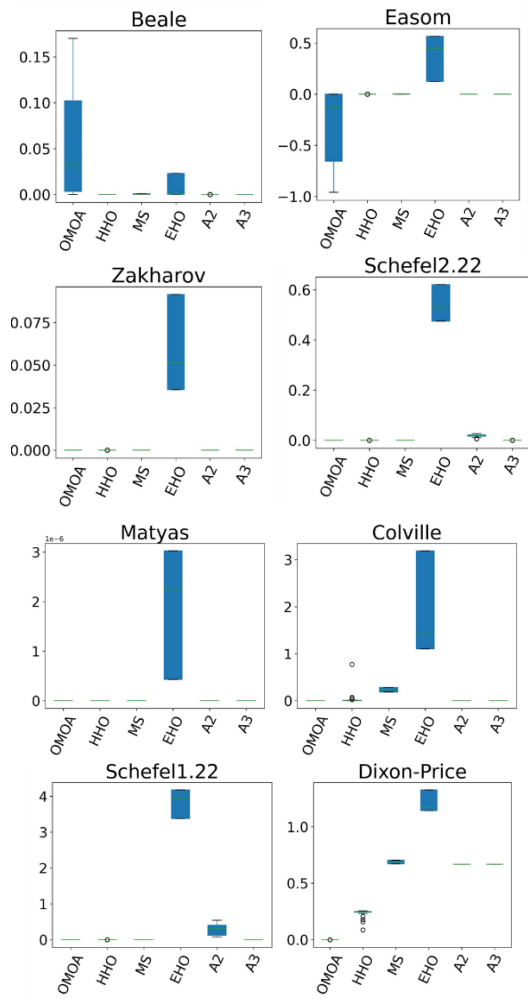 Beale
0.15
0.10
0.05
0.00
OMOA HHO MS EHO A2 A3
Easom
0.5
0.0
−0.5
−1.0
OMOA HHO MS EHO A2 A3
Zakharov
0.075
0.050
0.025
0.000
OMOA HHO MS EHO A2 A3
Schefel2.22
0.6
0.4
0.2
0.0
OMOA HHO MS EHO A2 A3
Matyas
1e-6
3
2
1
0
OMOA HHO MS EHO A2 A3
Colville
3
2
1
0
OMOA HHO MS EHO A2 A3
Schefel1.22
4
3
2
1
0
OMOA HHO MS EHO A2 A3
Dixon-Price
1.0
0.5
0.0
OMOA HHO MS EHO A2 A3